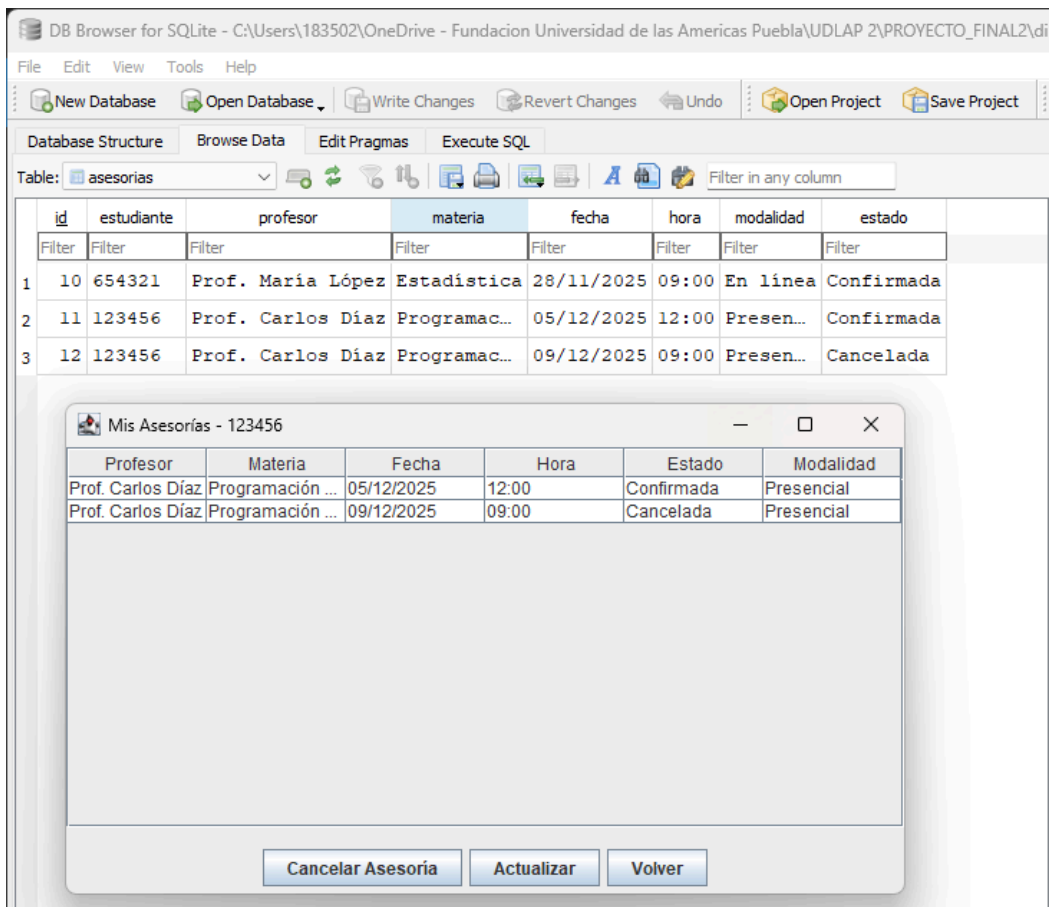 DB Browser for SQLite - C:\Users\183502\OneDrive - Fundacion Universidad de las Americas Puebla\UDLAP 2\PROYECTO_FINAL2\di
File Edit View Tools Help
New Database Open Database Write Changes Revert Changes Undo Open Project Save Project
Database Structure Browse Data Edit Pragmas Execute SQL
Table: asesorias Filter in any column
id estudiante profesor materia fecha hora modalidad estado
Filter Filter Filter Filter Filter Filter Filter Filter
1 10 654321 Prof. María López Estadística 28/11/2025 09:00 En línea Confirmada
2 11 123456 Prof. Carlos Díaz Programac... 05/12/2025 12:00 Presen... Confirmada
3 12 123456 Prof. Carlos Díaz Programac... 09/12/2025 09:00 Presen... Cancelada
Mis Asesorías - 123456
Profesor Materia Fecha Hora Estado Modalidad
Prof. Carlos Díaz Programación ... 05/12/2025 12:00 Confirmada Presencial
Prof. Carlos Díaz Programación ... 09/12/2025 09:00 Cancelada Presencial
Cancelar Asesoría Actualizar Volver